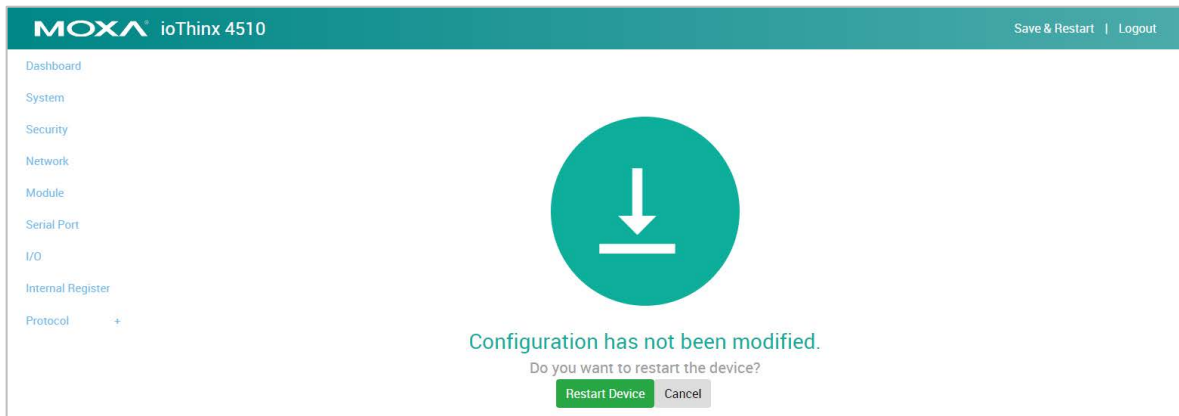 MOXA® ioThinx 4510
Save & Restart | Logout
Dashboard
System
Security
Network
Module
Serial Port
I/O
Internal Register
Protocol +
Configuration has not been modified.
Do you want to restart the device?
Restart Device Cancel